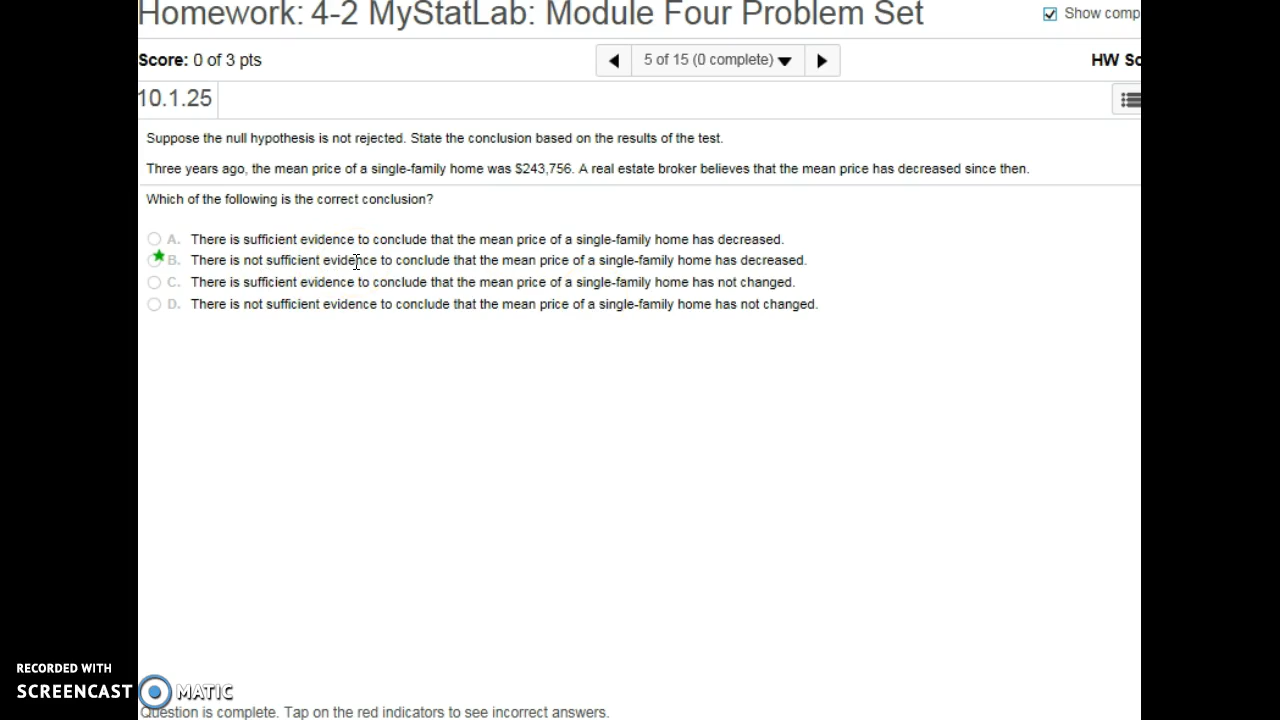 Homework: 4-2 MyStatLab: Module Four Problem Set
Show comp
Score: 0 of 3 pts
5 of 15 (0 complete)
HW Sc
10.1.25
Suppose the null hypothesis is not rejected. State the conclusion based on the results of the test.
Three years ago, the mean price of a single-family home was $243,756. A real estate broker believes that the mean price has decreased since then.
Which of the following is the correct conclusion?
A. There is sufficient evidence to conclude that the mean price of a single-family home has decreased.
B. There is not sufficient evidence to conclude that the mean price of a single-family home has decreased.
C. There is sufficient evidence to conclude that the mean price of a single-family home has not changed.
D. There is not sufficient evidence to conclude that the mean price of a single-family home has not changed.
RECORDED WITH
SCREENCAST MATIC
Question is complete. Tap on the red indicators to see incorrect answers.